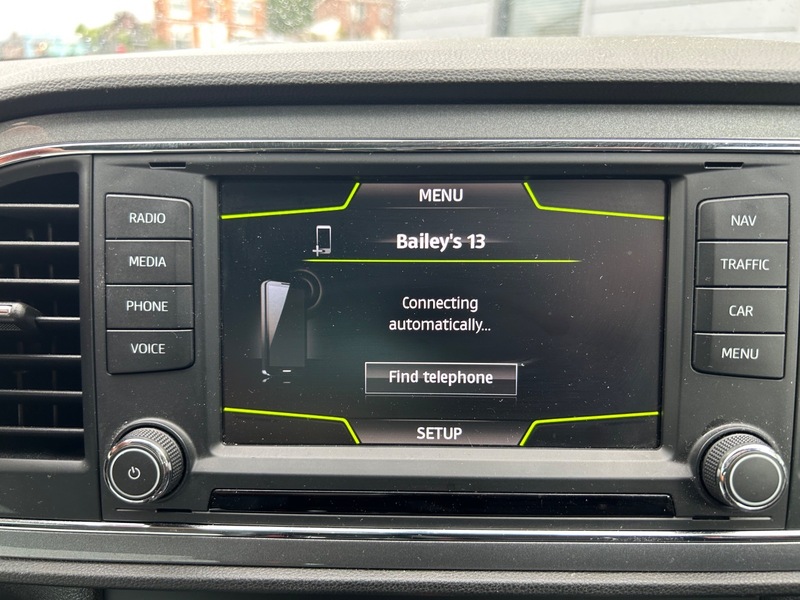 RADIO
MEDIA
PHONE
VOICE
MENU
Bailey's 13
Connecting
automatically...
Find telephone
SETUP
NAV
TRAFFIC
CAR
MENU